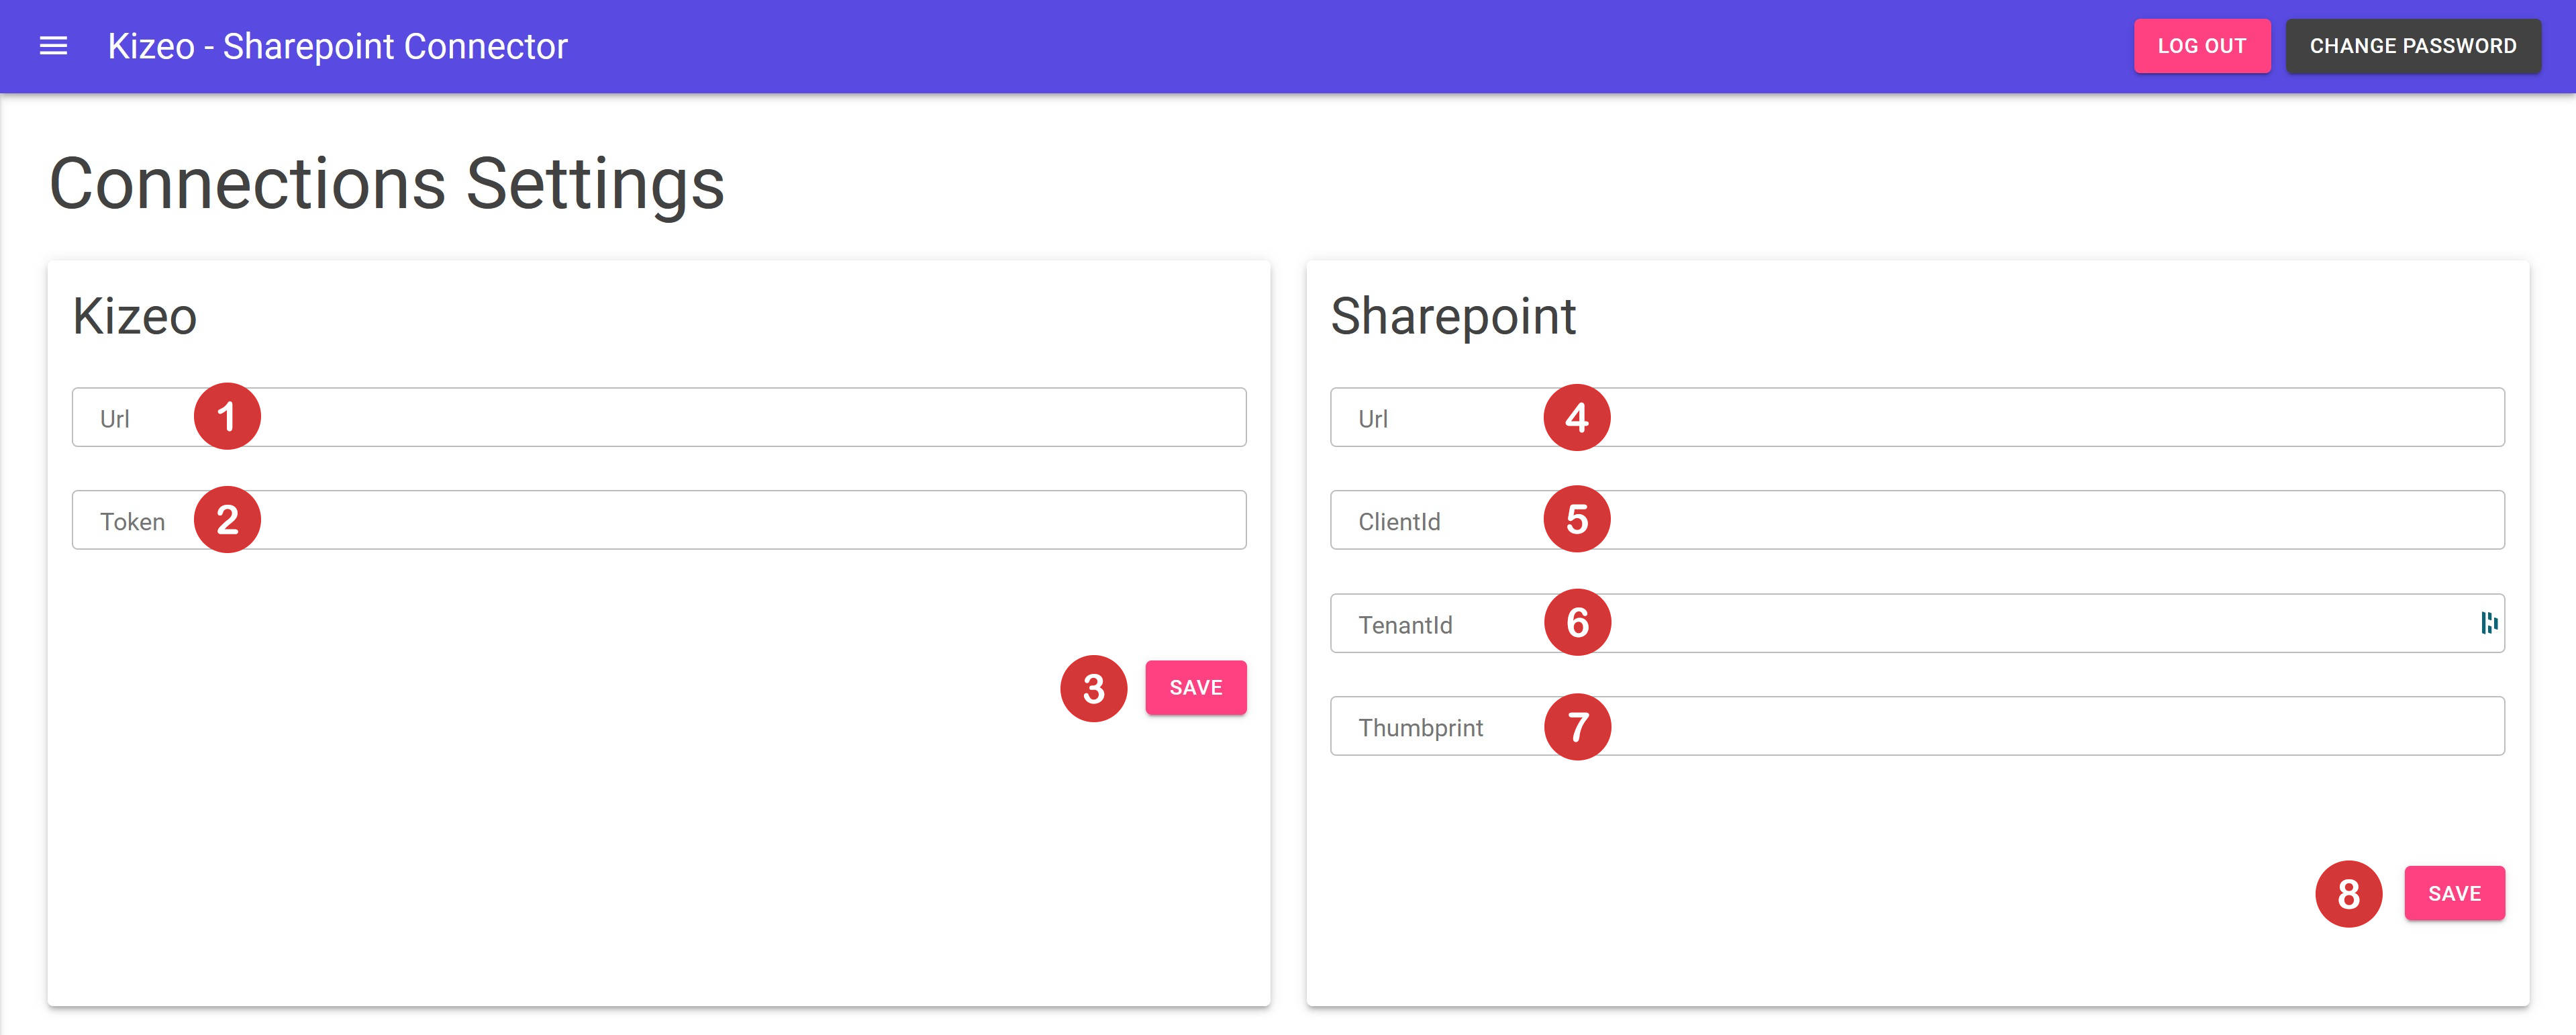 Kizeo - Sharepoint Connector
LOG OUT
CHANGE PASSWORD
Connections Settings
Kizeo
Url 1
Token 2
3 SAVE
Sharepoint
Url 4
ClientId 5
TenantId 6
Thumbprint 7
8 SAVE